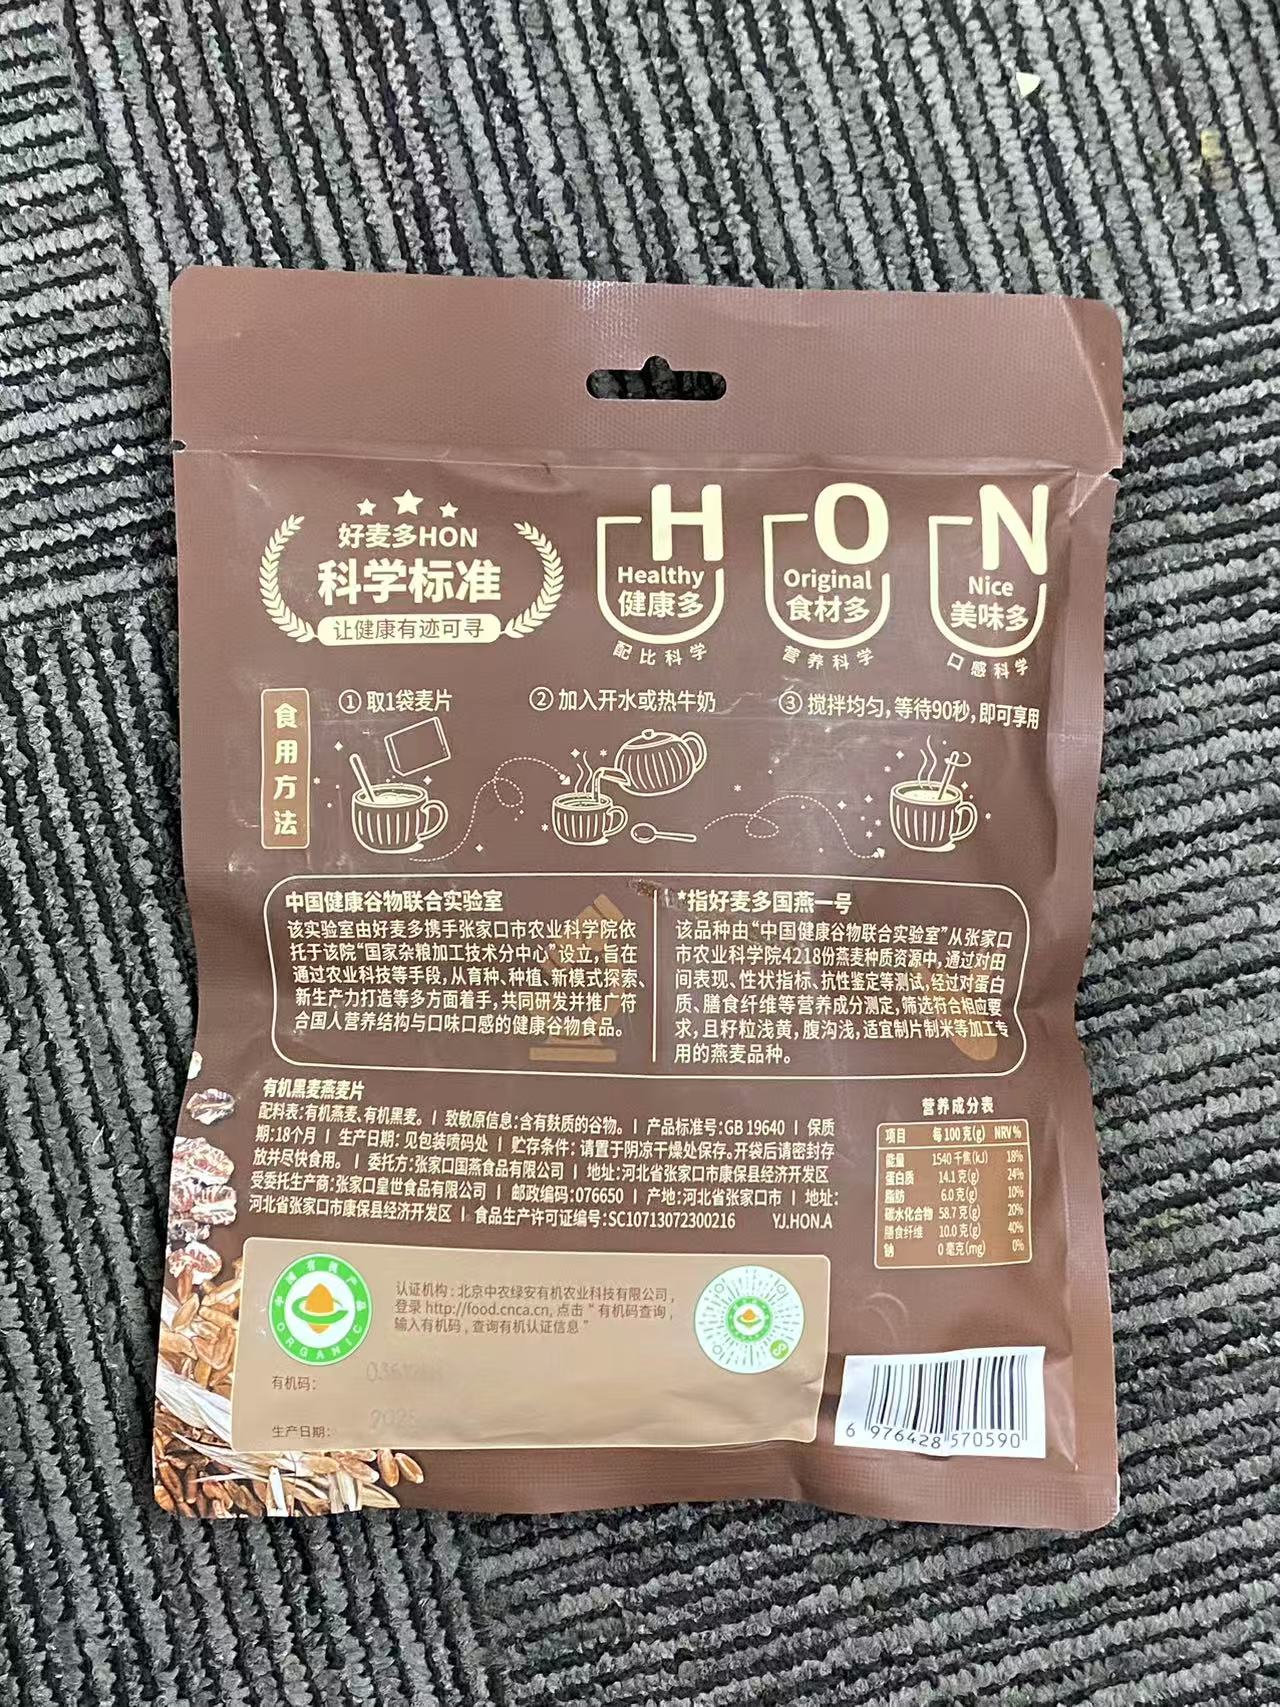 好麦多HON
科学标准
让健康有迹可寻
H
Healthy
健康多
配比科学
O
Original
食材多
营养科学
N
Nice
美味多
口感科学
食用方法
① 取1袋麦片
② 加入开水或热牛奶
③ 搅拌均匀,等待90秒,即可享用
中国健康谷物联合实验室
该实验室由好麦多携手张家口市农业科学院依
托于该院“国家杂粮加工技术分中心”设立,旨在
通过农业科技等手段,从育种、种植、新模式探索、
新生产力打造等多方面着手,共同研发并推广符
合国人营养结构与口味口感的健康谷物食品。
*指好麦多国燕一号
该品种由“中国健康谷物联合实验室”从张家口
市农业科学院4218份燕麦种质资源中,通过对田
间表现、性状指标、抗性鉴定等测试,经过对蛋白
质、膳食纤维等营养成分测定,筛选符合相应要
求,且籽粒浅黄,腹沟浅,适宜制片制米等加工专
用的燕麦品种。
有机黑麦燕麦片
配料表:有机燕麦、有机黑麦。 | 致敏原信息:含有麸质的谷物。 | 产品标准号:GB 19640 | 保质
期:18个月 | 生产日期: 见包装喷码处 | 贮存条件: 请置于阴凉干燥处保存。开袋后请密封存
放并尽快食用。 | 委托方:张家口国燕食品有限公司 | 地址:河北省张家口市康保县经济开发区
受委托生产商:张家口皇世食品有限公司 | 邮政编码:076650 | 产地:河北省张家口市 | 地址:
河北省张家口市康保县经济开发区 | 食品生产许可证编号:SC10713072300216 YJ.HON.A
营养成分表
项目 每100克(g) NRV%
能量 1540千焦(kJ) 18%
蛋白质 14.1克(g) 24%
脂肪 6.0克(g) 10%
碳水化合物 58.7克(g) 20%
膳食纤维 10.0克(g) 40%
钠 0毫克(mg) 0%
中国有机产品
ORGANIC
认证机构:北京中农绿安有机农业科技有限公司,
登录 http://food.cnca.cn, 点击“有机码查询,
输入有机码,查询有机认证信息”
有机码:
生产日期:
6 976428 570590